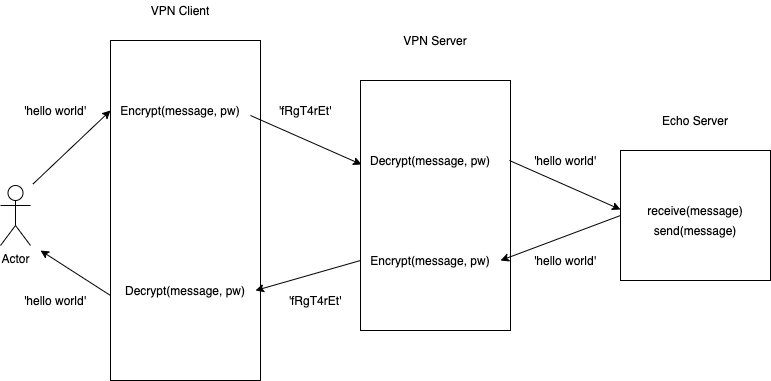 VPN Client
VPN Server
Echo Server
'hello world'
Encrypt(message, pw)
'fRgT4rEt'
Decrypt(message, pw)
'hello world'
receive(message)
send(message)
Actor
'hello world'
Decrypt(message, pw)
'fRgT4rEt'
Encrypt(message, pw)
'hello world'